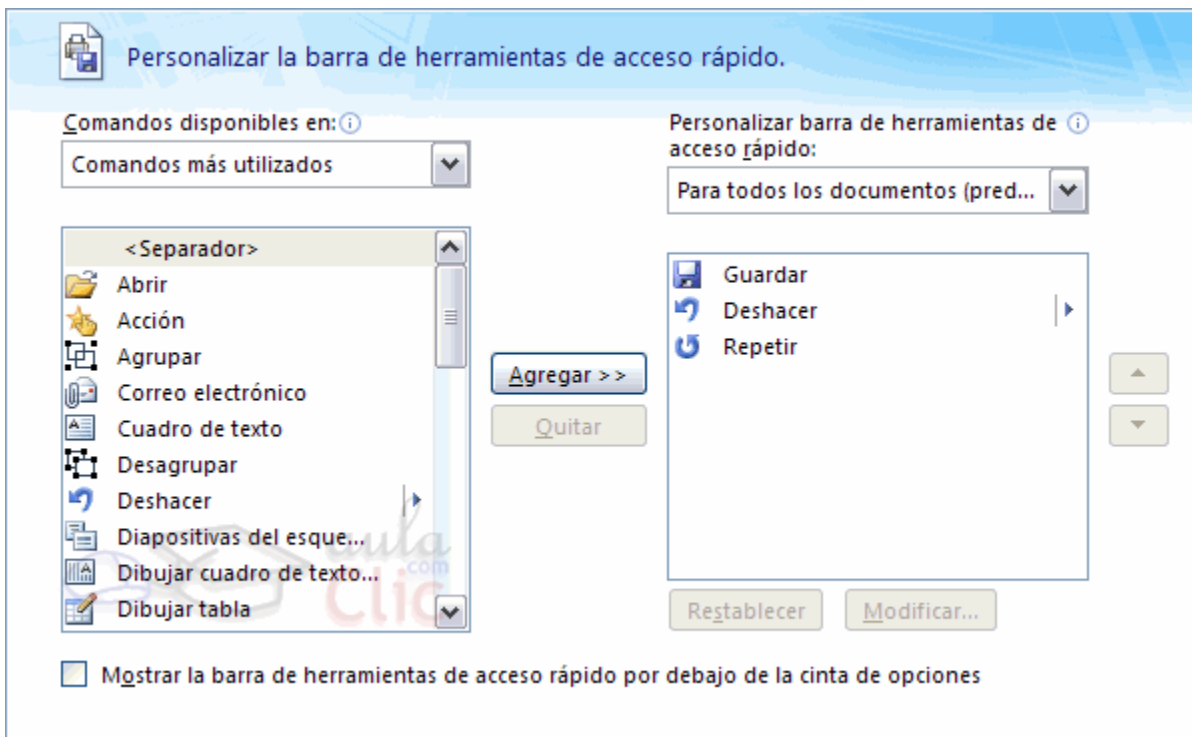 Personalizar la barra de herramientas de acceso rápido.
Comandos disponibles en:
Comandos más utilizados
<Separador>
Abrir
Acción
Agrupar
Correo electrónico
Cuadro de texto
Desagrupar
Deshacer
Diapositivas del esque...
Dibujar cuadro de texto...
Dibujar tabla
aula
.com
Clic
Agregar >>
Quitar
Personalizar barra de herramientas de
acceso rápido:
Para todos los documentos (pred...
Guardar
Deshacer
Repetir
Restablecer
Modificar...
Mostrar la barra de herramientas de acceso rápido por debajo de la cinta de opciones